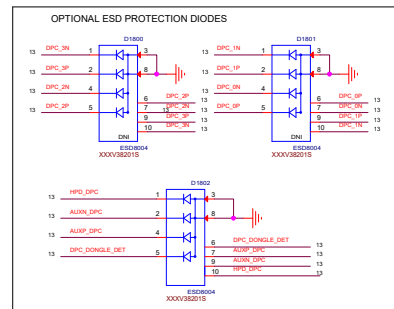 OPTIONAL ESD PROTECTION DIODES
D1800
13 DPC_3N 1 3
13 DPC_3P 2 8
13 DPC_2N 4
13 DPC_2P 5
6 DPC_2P 13
7 DPC_2N 13
9 DPC_3P 13
10 DPC_3N 13
DNI
ESD8004
XXXV38201S
D1801
13 DPC_1N 1 3
13 DPC_1P 2 8
13 DPC_0N 4
13 DPC_0P 5
6 DPC_0P 13
7 DPC_0N 13
9 DPC_1P 13
10 DPC_1N 13
DNI
ESD8004
XXXV38201S
D1802
13 HPD_DPC 1 3
13 AUXN_DPC 2 8
13 AUXP_DPC 4
13 DPC_DONGLE_DET 5
6 DPC_DONGLE_DET 13
7 AUXP_DPC 13
9 AUXN_DPC 13
10 HPD_DPC 13
ESD8004
XXXV38201S